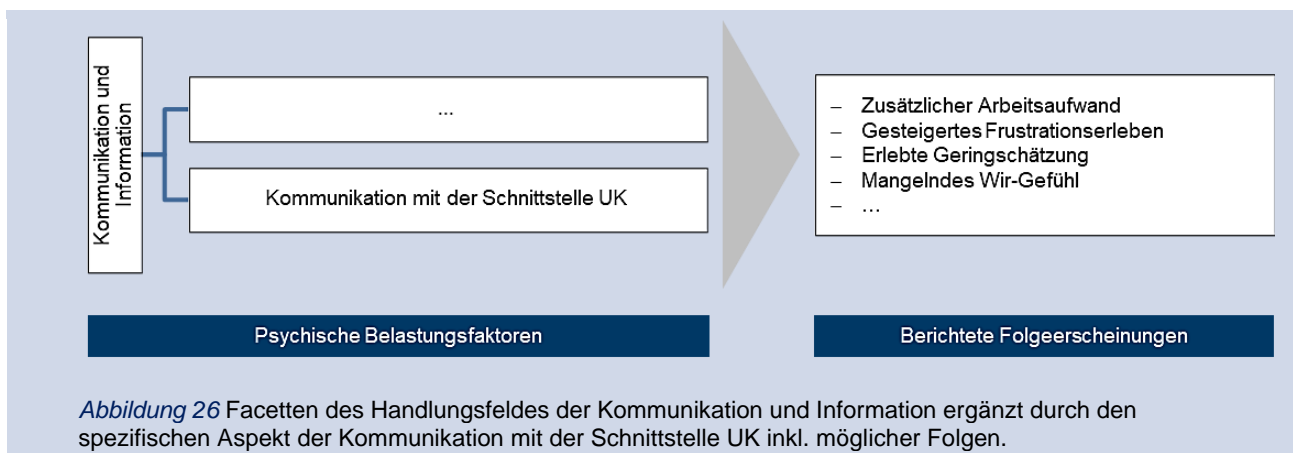 Kommunikation und
Information
...
Kommunikation mit der Schnittstelle UK
– Zusätzlicher Arbeitsaufwand
– Gesteigertes Frustrationserleben
– Erlebte Geringschätzung
– Mangelndes Wir-Gefühl
– ...
Psychische Belastungsfaktoren
Berichtete Folgeerscheinungen
Abbildung 26 Facetten des Handlungsfeldes der Kommunikation und Information ergänzt durch den
spezifischen Aspekt der Kommunikation mit der Schnittstelle UK inkl. möglicher Folgen.